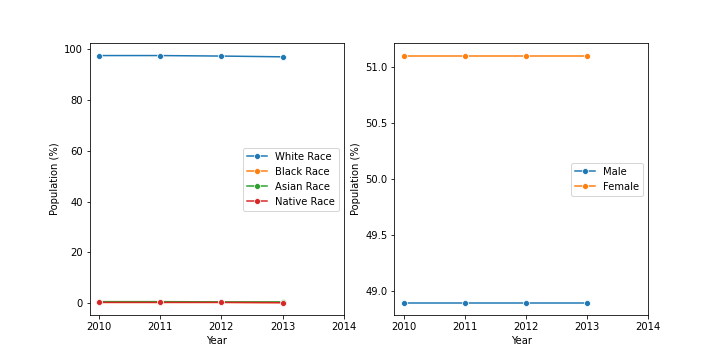 100
80
60
40
20
0
Population (%)
2010 2011 2012 2013 2014
Year
White Race
Black Race
Asian Race
Native Race
51.0
50.5
50.0
49.5
49.0
Population (%)
2010 2011 2012 2013 2014
Year
Male
Female